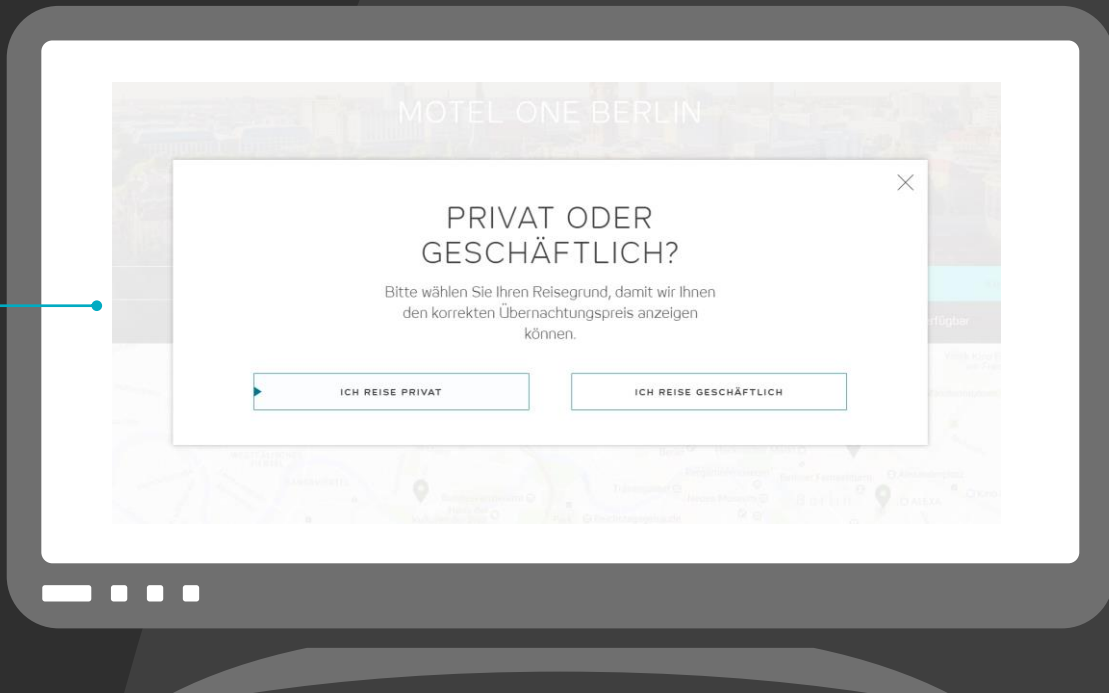 MOTEL ONE BERLIN
PRIVAT ODER
GESCHÄFTLICH?
Bitte wählen Sie Ihren Reisegrund, damit wir Ihnen
den korrekten Übernachtungspreis anzeigen
können.
ICH REISE PRIVAT
ICH REISE GESCHÄFTLICH